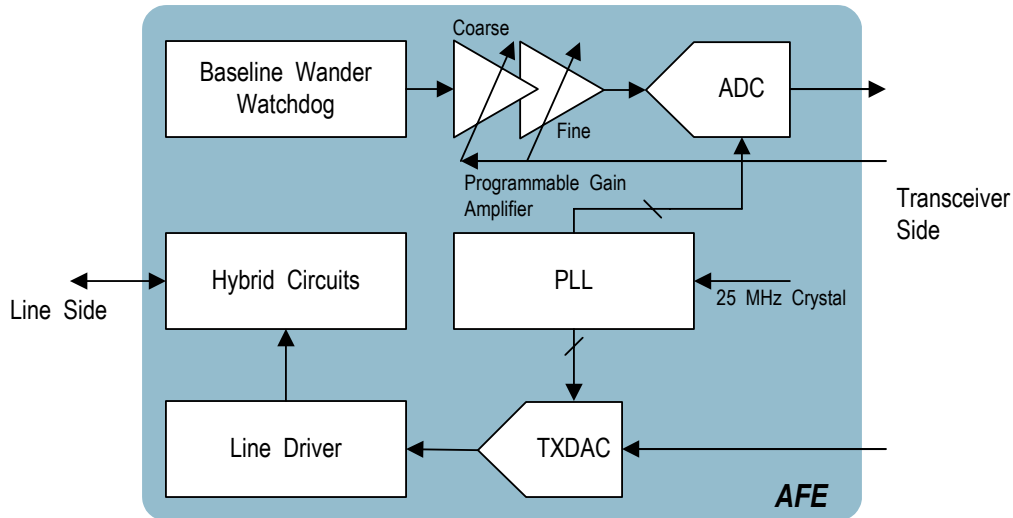 Coarse
Baseline Wander
Watchdog
ADC
Fine
Programmable Gain
Amplifier
Transceiver
Side
Hybrid Circuits
PLL
25 MHz Crystal
Line Side
Line Driver
TXDAC
AFE